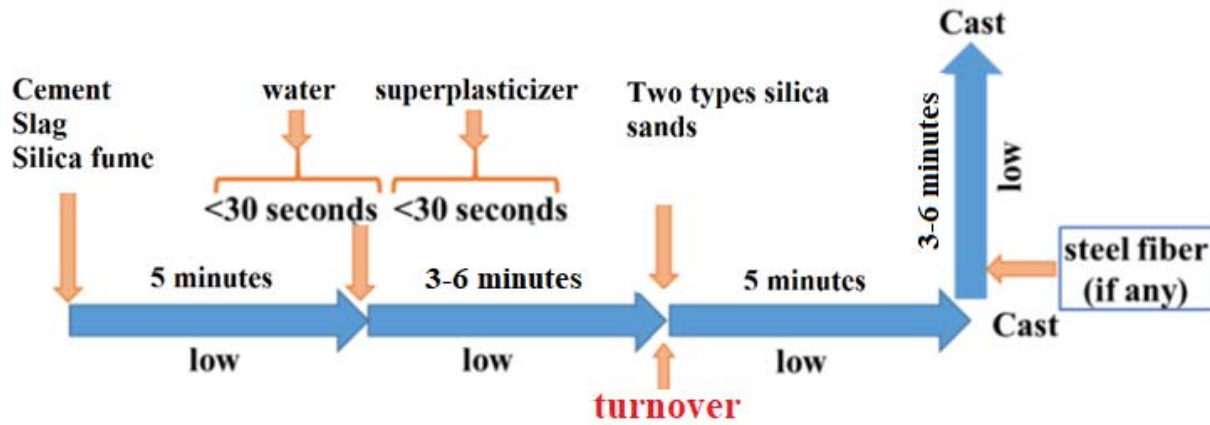 Cement
Slag
Silica fume
water
superplasticizer
Two types silica
sands
<30 seconds
<30 seconds
5 minutes
3-6 minutes
5 minutes
low
low
low
turnover
Cast
3-6 minutes
low
steel fiber
(if any)
Cast